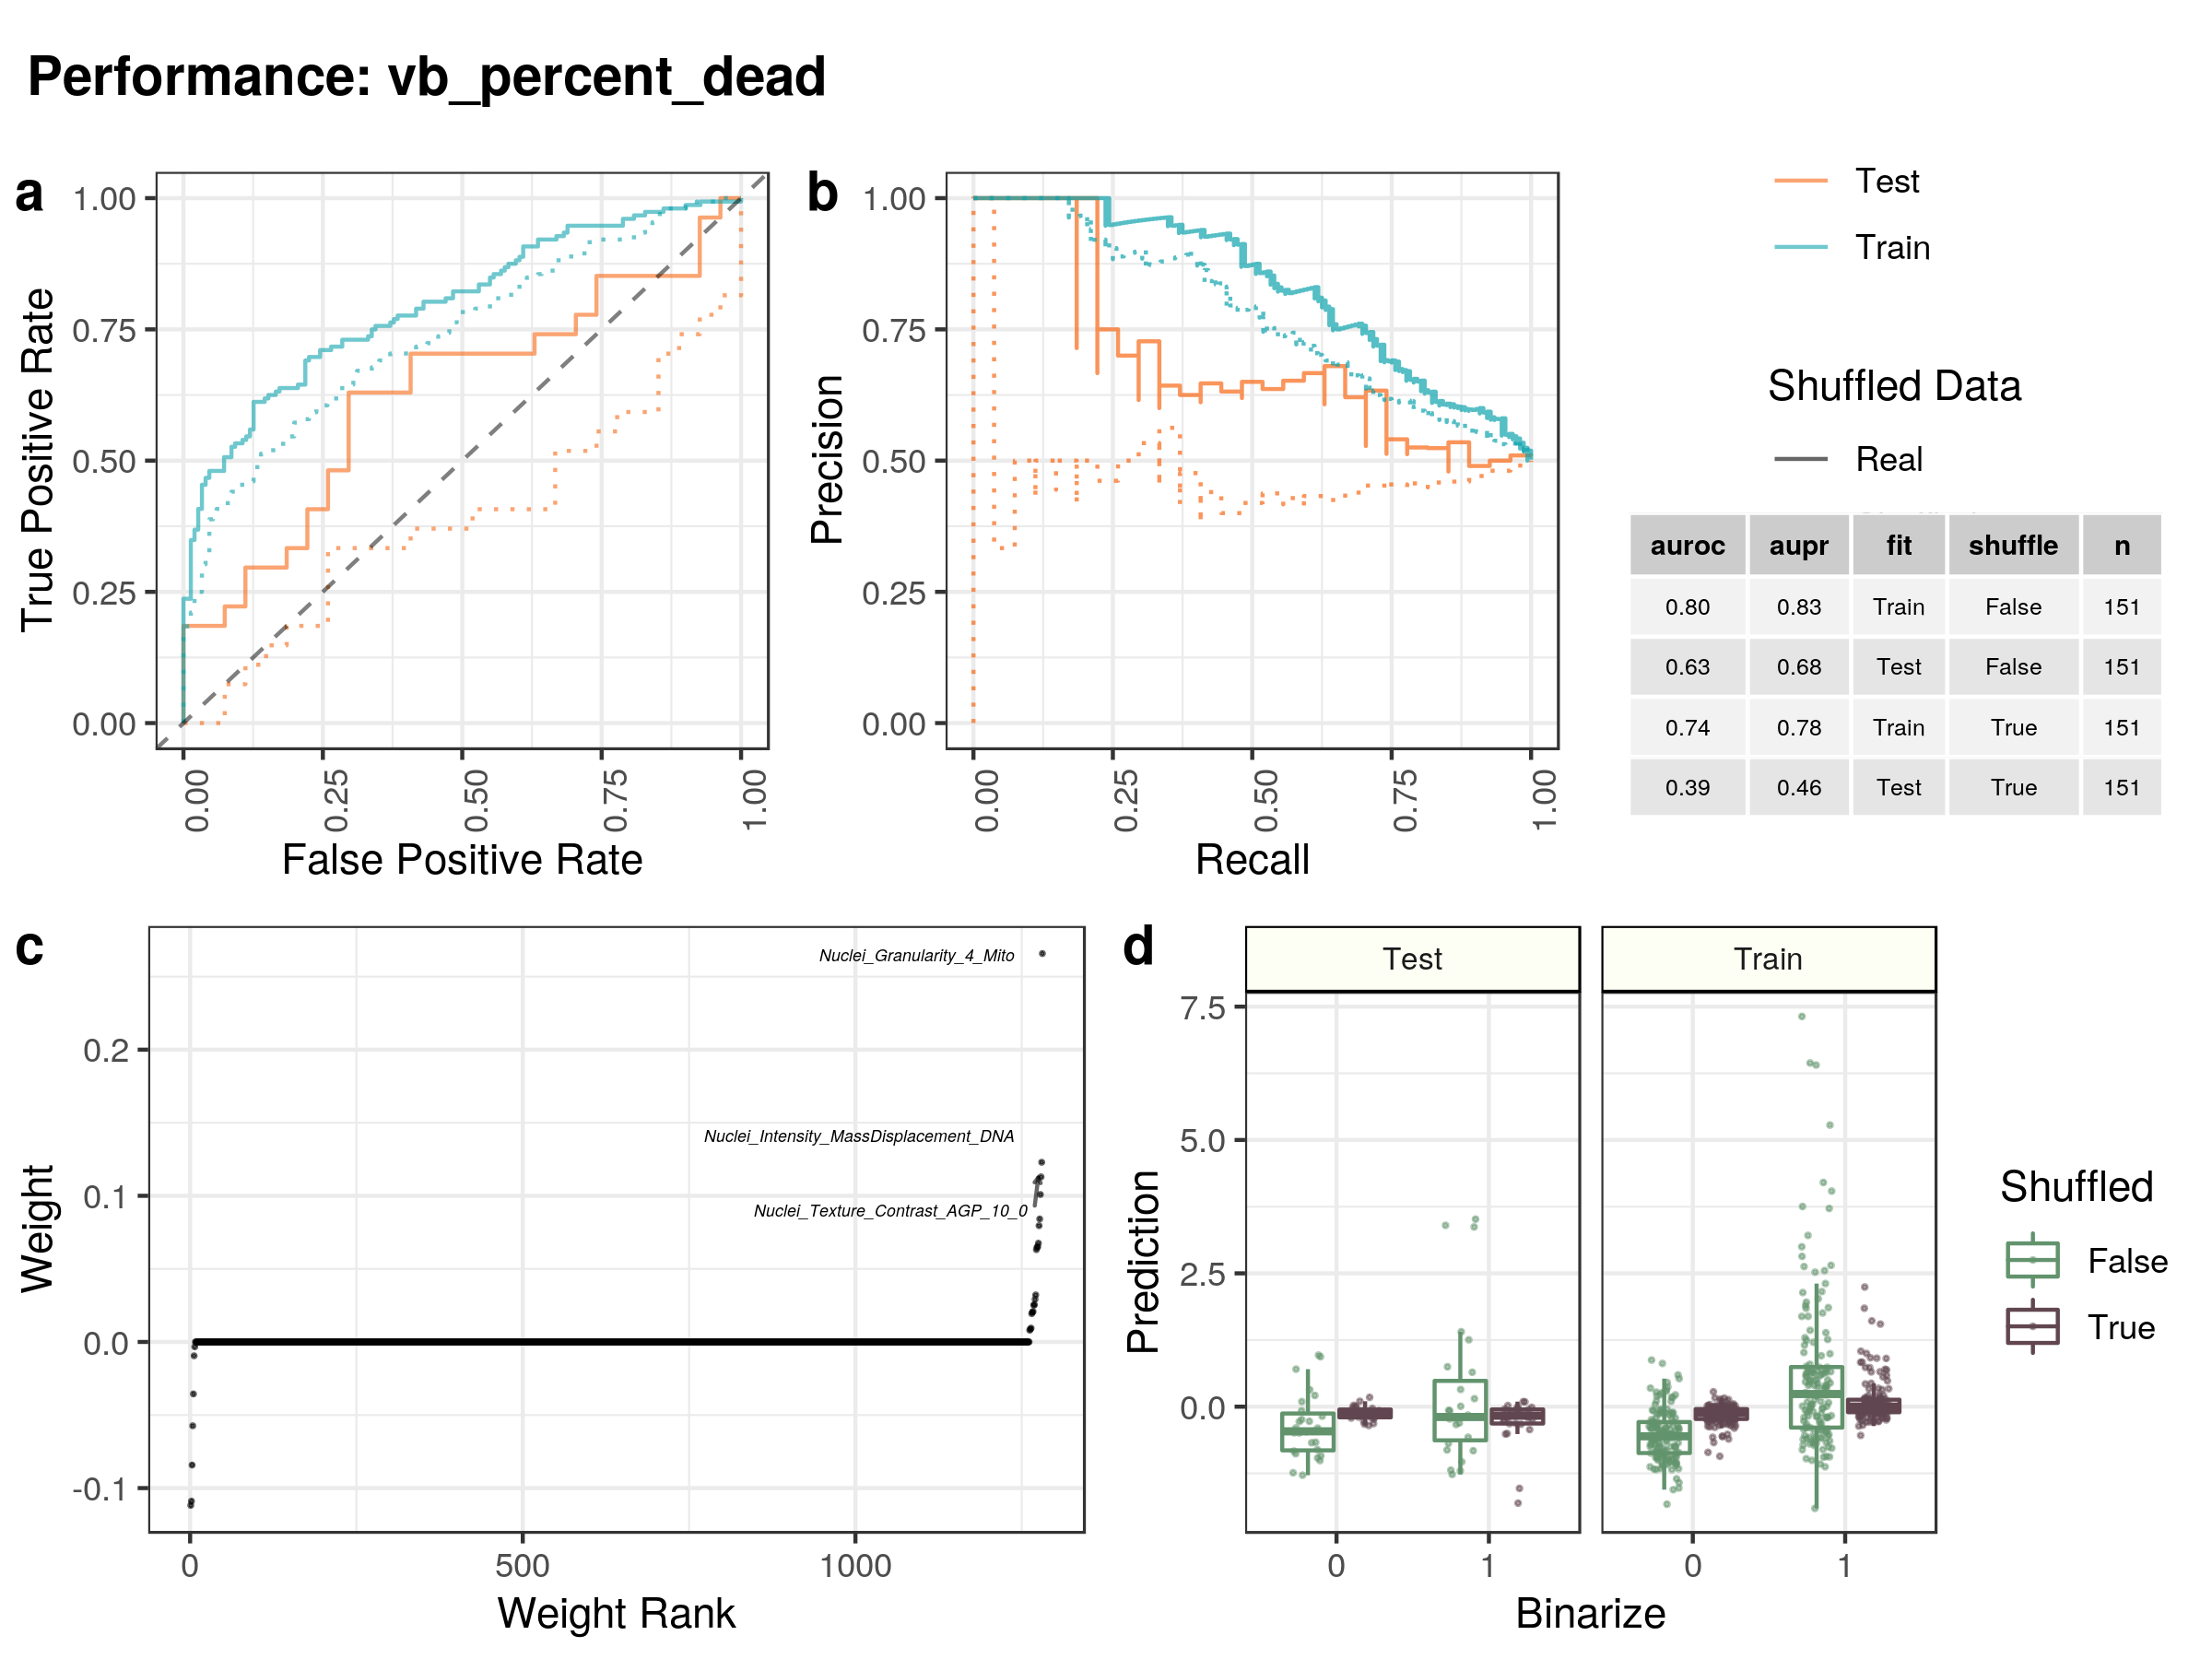 Performance: vb_percent_dead
a
1.00
0.75
0.50
0.25
0.00
True Positive Rate
0.00
0.25
0.50
0.75
1.00
False Positive Rate
b
1.00
0.75
0.50
0.25
0.00
Precision
0.00
0.25
0.50
0.75
1.00
Recall
Test
Train
Shuffled Data
Real
auroc aupr fit shuffle n
0.80 0.83 Train False 151
0.63 0.68 Test False 151
0.74 0.78 Train True 151
0.39 0.46 Test True 151
c
0.2
0.1
0.0
-0.1
Weight
Nuclei_Granularity_4_Mito
Nuclei_Intensity_MassDisplacement_DNA
Nuclei_Texture_Contrast_AGP_10_0
0 500 1000
Weight Rank
d
Test Train
7.5
5.0
2.5
0.0
Prediction
0 1 0 1
Binarize
Shuffled
False
True